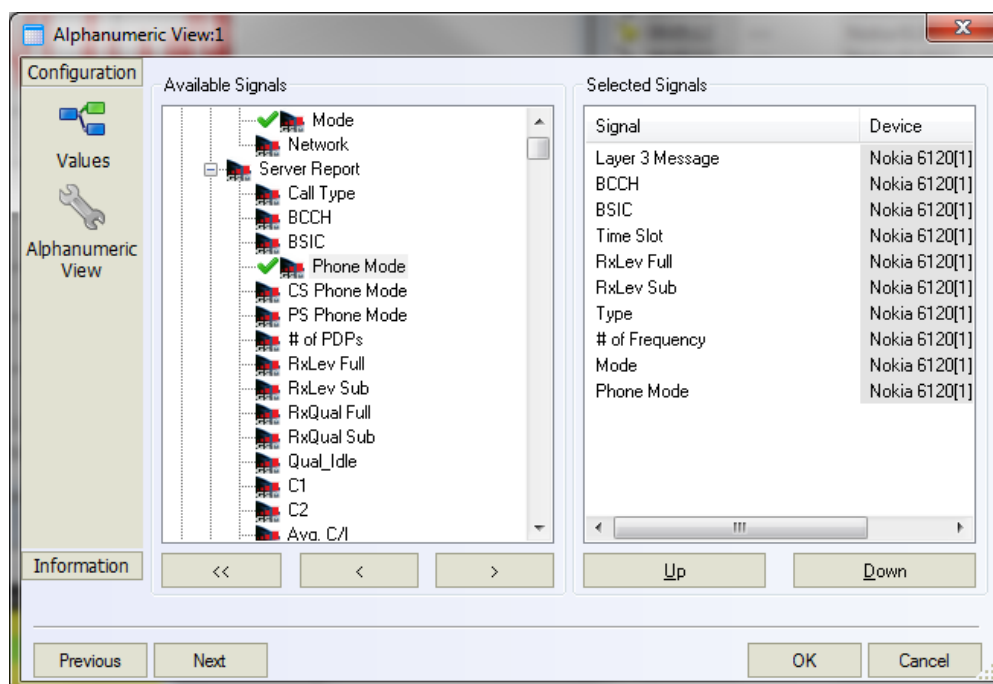 Alphanumeric View:1
Configuration
Values
Alphanumeric
View
Information
Available Signals
Mode
Network
Server Report
Call Type
BCCH
BSIC
Phone Mode
CS Phone Mode
PS Phone Mode
# of PDPs
RxLev Full
RxLev Sub
RxQual Full
RxQual Sub
Qual_Idle
C1
C2
Avg. C/I
<<
<
>
Selected Signals
Signal Device
Layer 3 Message Nokia 6120[1]
BCCH Nokia 6120[1]
BSIC Nokia 6120[1]
Time Slot Nokia 6120[1]
RxLev Full Nokia 6120[1]
RxLev Sub Nokia 6120[1]
Type Nokia 6120[1]
# of Frequency Nokia 6120[1]
Mode Nokia 6120[1]
Phone Mode Nokia 6120[1]
Up Down
Previous Next OK Cancel